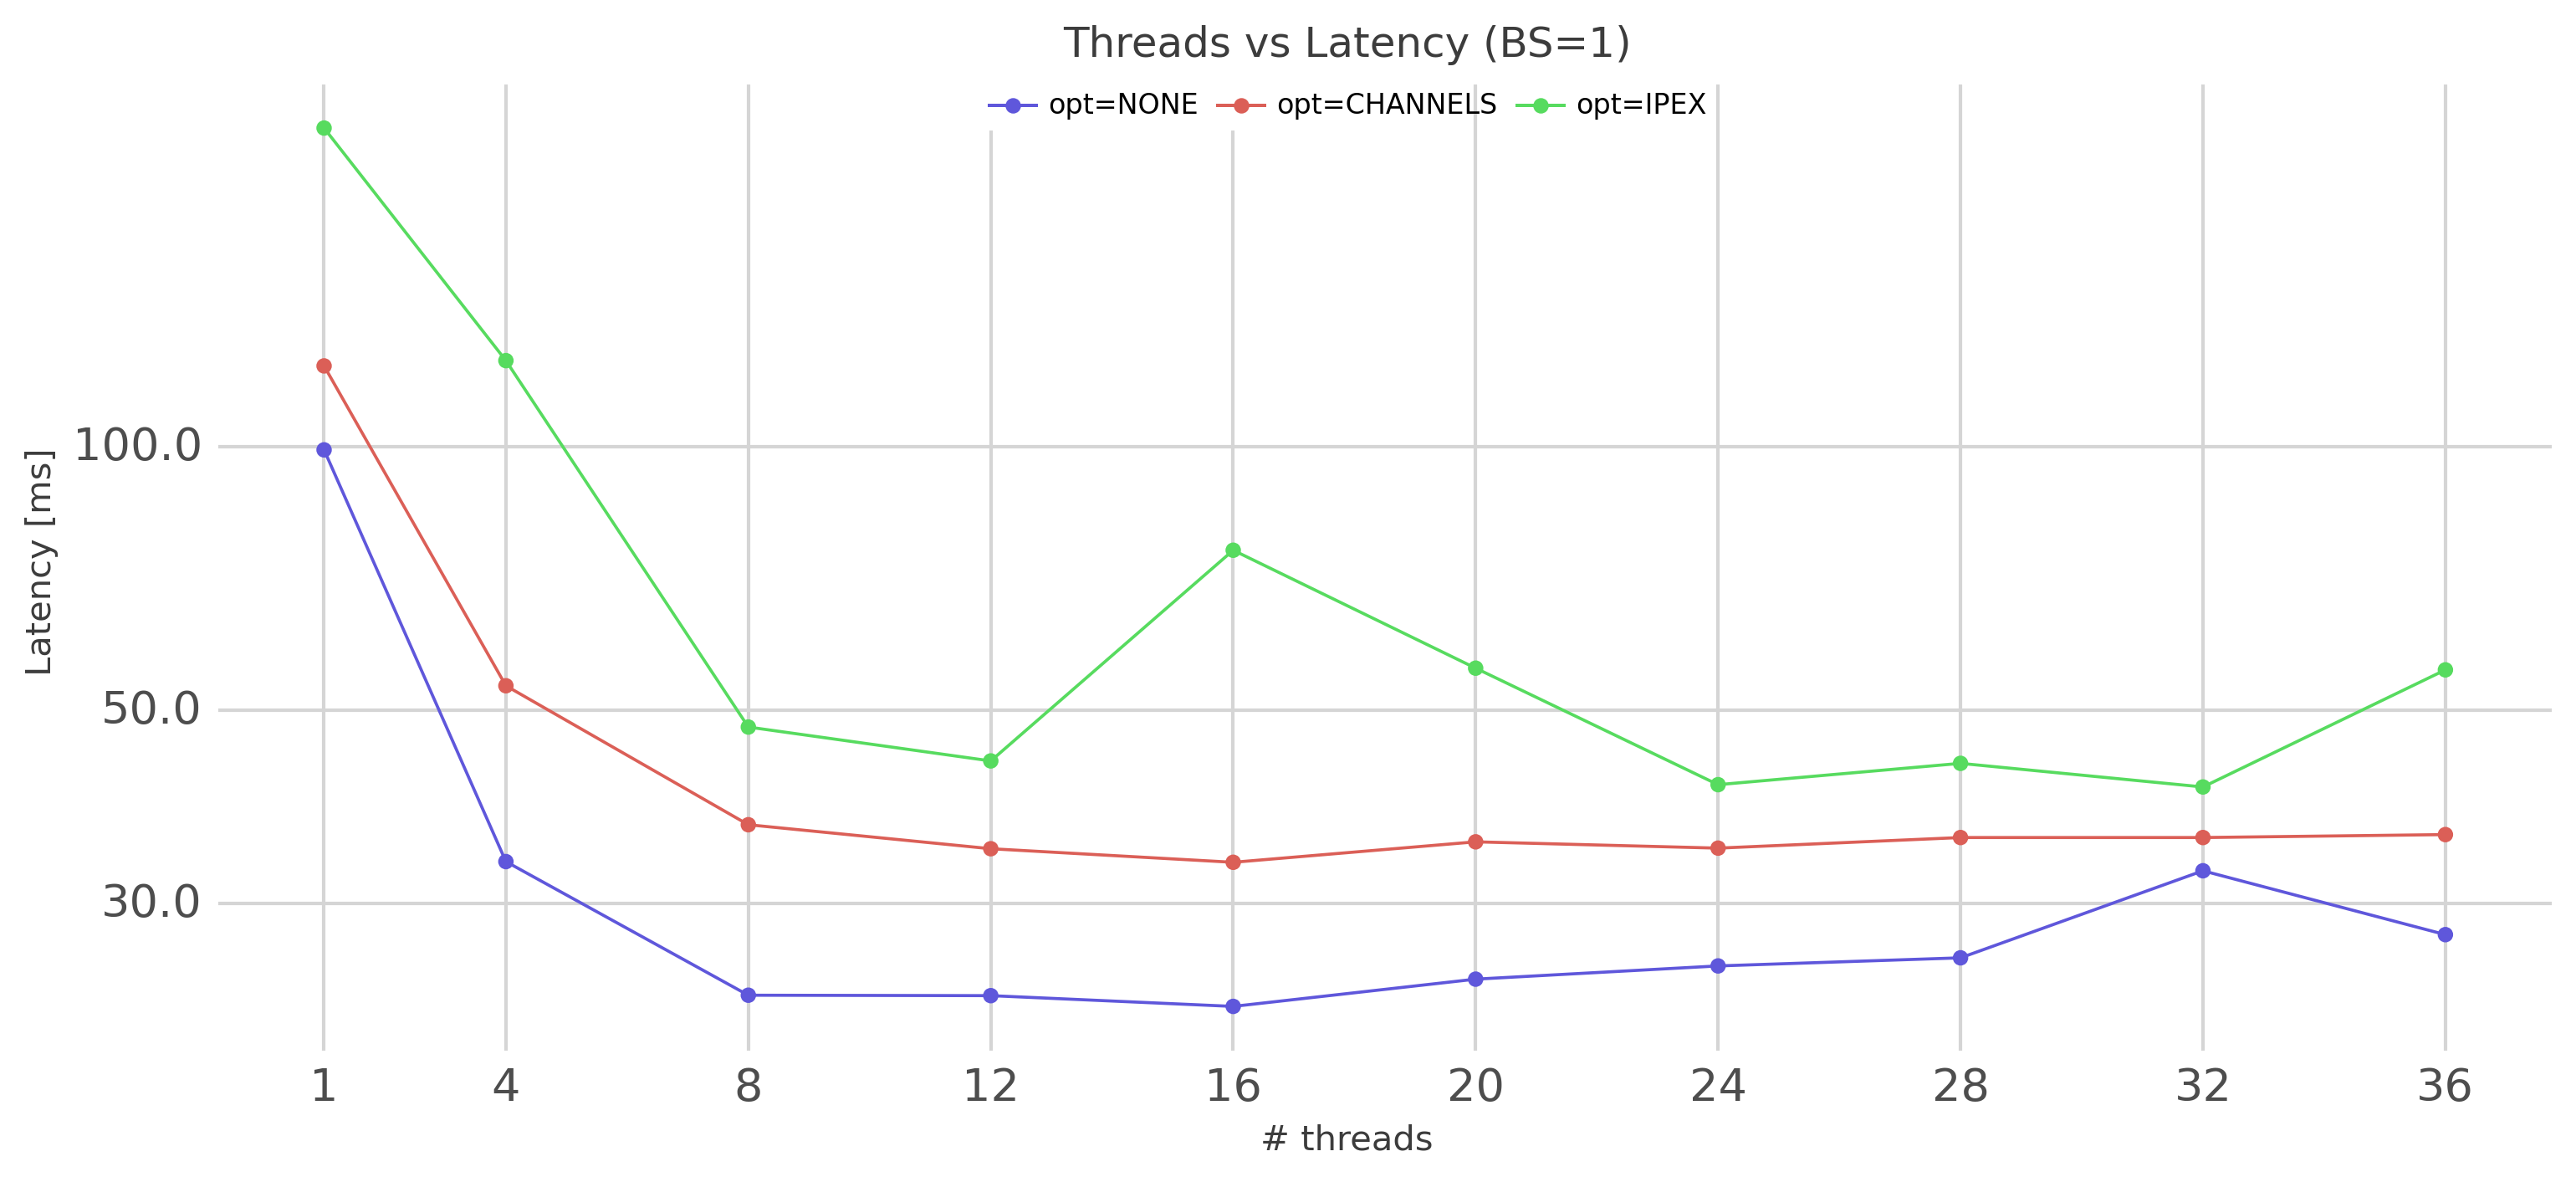 Threads vs Latency (BS=1)
opt=NONE opt=CHANNELS opt=IPEX
Latency [ms]
100.0
50.0
30.0
1 4 8 12 16 20 24 28 32 36
# threads